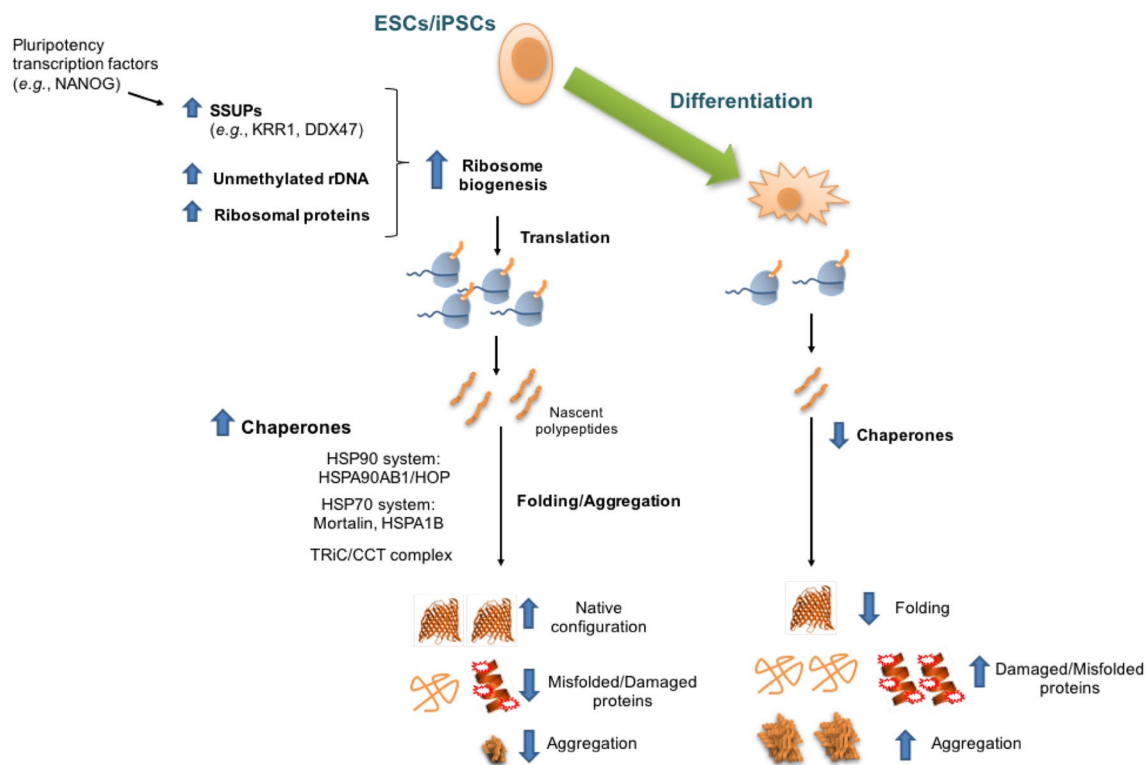 ESCs/iPSCs
Pluripotency
transcription factors
(e.g., NANOG)
SSUPs
(e.g., KRR1, DDX47)
Unmethylated rDNA
Ribosomal proteins
Ribosome
biogenesis
Differentiation
Translation
Nascent
polypeptides
Chaperones
HSP90 system:
HSPA90AB1/HOP
HSP70 system:
Mortalin, HSPA1B
TRiC/CCT complex
Folding/Aggregation
Native
configuration
Misfolded/Damaged
proteins
Aggregation
Chaperones
Folding
Damaged/Misfolded
proteins
Aggregation